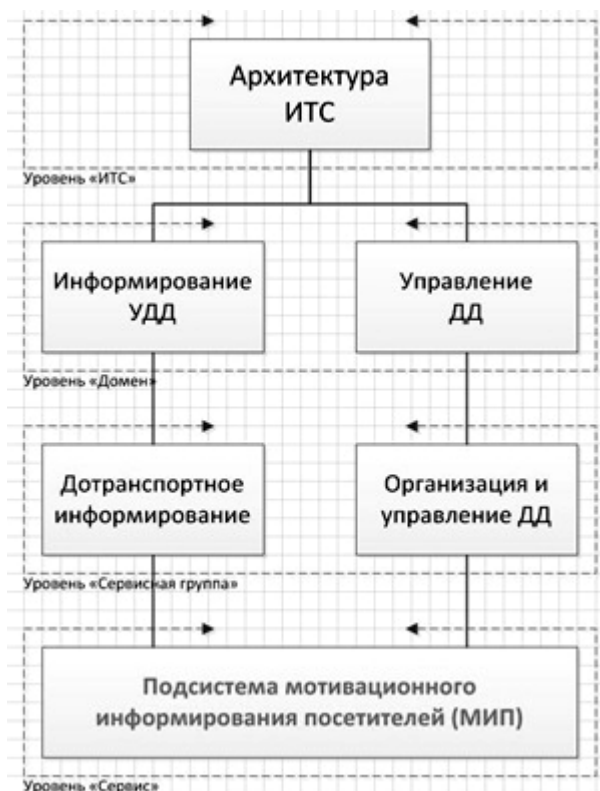 Архитектура
ИТС
Уровень «ИТС»
Информирование
УДД
Управление
ДД
Уровень «Домен»
Дотранспортное
информирование
Организация и
управление ДД
Уровень «Сервисная группа»
Подсистема мотивационного
информирования посетителей (МИП)
Уровень «Сервис»